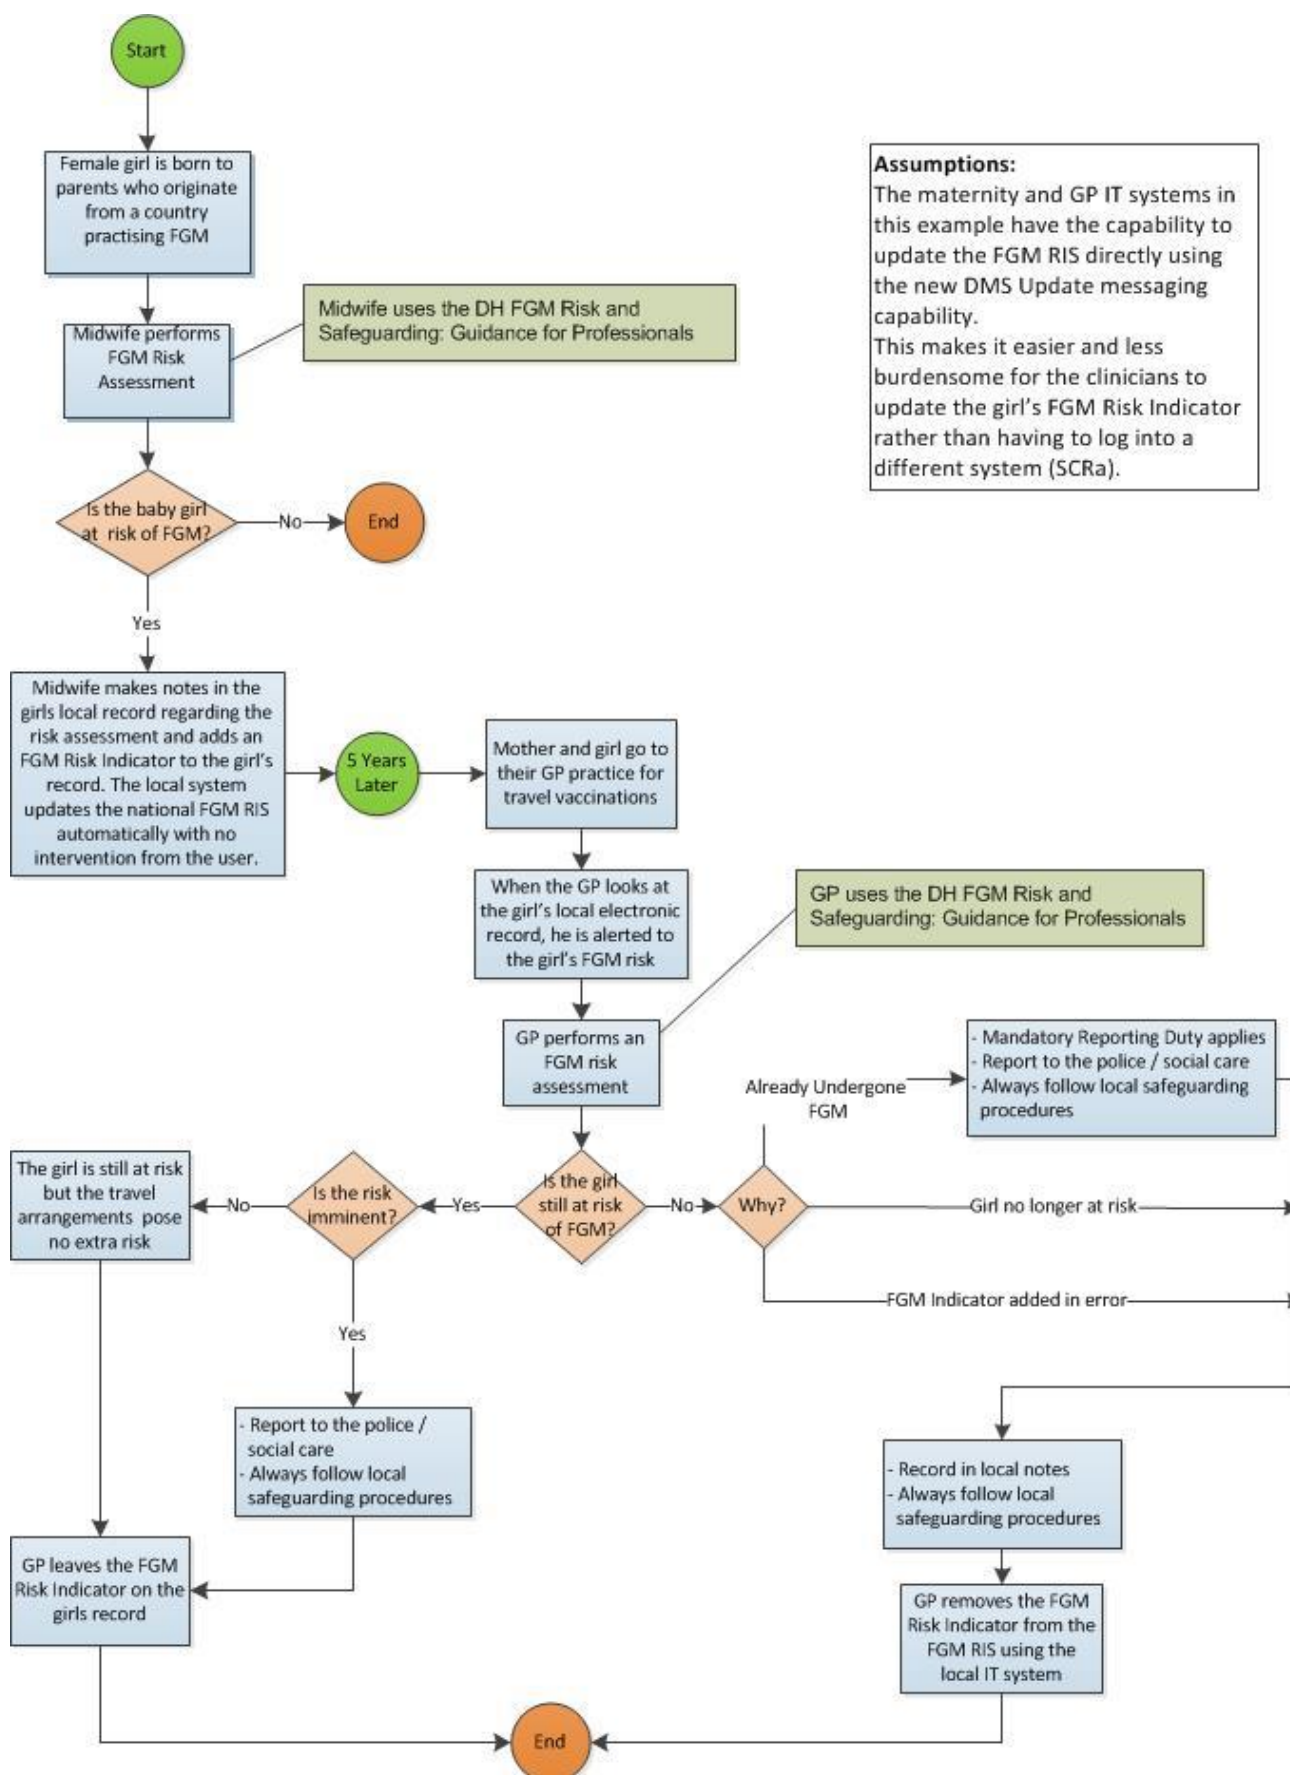 Start
Female girl is born to
parents who originate
from a country
practising FGM
Assumptions:
The maternity and GP IT systems in
this example have the capability to
update the FGM RIS directly using
the new DMS Update messaging
capability.
This makes it easier and less
burdensome for the clinicians to
update the girl's FGM Risk Indicator
rather than having to log into a
different system (SCRa).
Midwife performs
FGM Risk
Assessment
Midwife uses the DH FGM Risk and
Safeguarding: Guidance for Professionals
Is the baby girl
at risk of FGM?
No
End
Yes
Midwife makes notes in the
girls local record regarding the
risk assessment and adds an
FGM Risk Indicator to the girl's
record. The local system
updates the national FGM RIS
automatically with no
intervention from the user.
5 Years
Later
Mother and girl go to
their GP practice for
travel vaccinations
When the GP looks at
the girl's local electronic
record, he is alerted to
the girl's FGM risk
GP uses the DH FGM Risk and
Safeguarding: Guidance for Professionals
GP performs an
FGM risk
assessment
Already Undergone
FGM
- Mandatory Reporting Duty applies
- Report to the police / social care
- Always follow local safeguarding
procedures
The girl is still at risk
but the travel
arrangements pose
no extra risk
No
Is the risk
imminent?
Yes
Is the girl
still at risk
of FGM?
No
Why?
Girl no longer at risk
FGM Indicator added in error
Yes
- Report to the police /
social care
- Always follow local
safeguarding procedures
- Record in local notes
- Always follow local
safeguarding procedures
GP leaves the FGM
Risk Indicator on the
girls record
GP removes the FGM
Risk Indicator from the
FGM RIS using the
local IT system
End